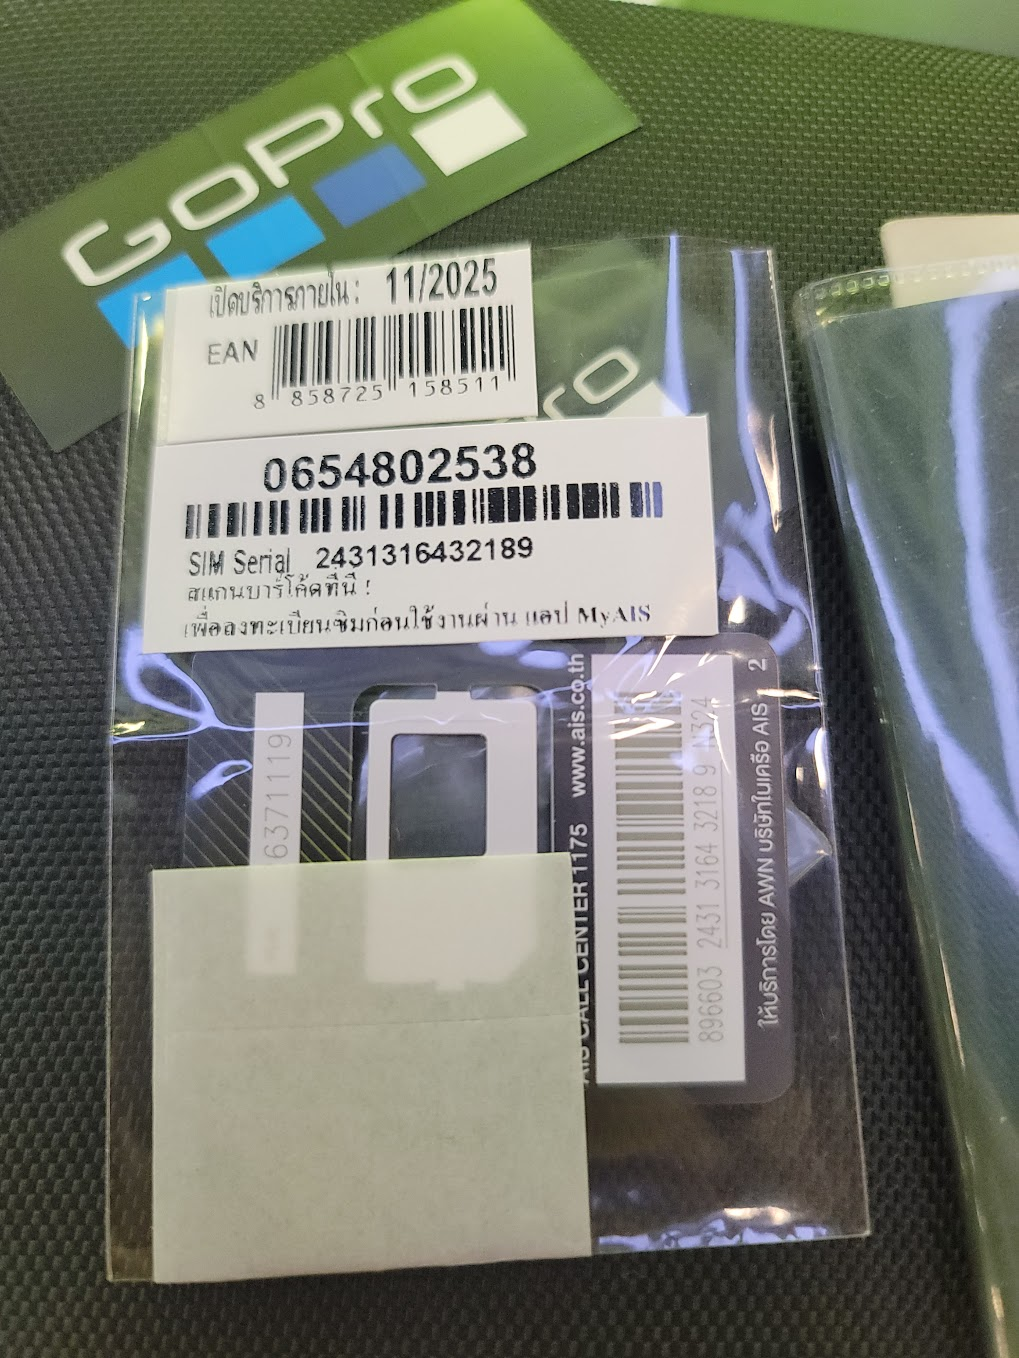 GoPro
เปิดบริการภายใน : 11/2025
EAN
8 858725 158511
ro
0654802538
SIM Serial 2431316432189
สแกนบาร์โค้ดที่นี่ !
เพื่อลงทะเบียนซิมก่อนใช้งานผ่าน แอป MyAIS
6371119
AIS CALL CENTER 1175 www.ais.co.th
896603 2431 3164 3218 9 N324
ให้บริการโดย AWN บริษัทในเครือ AIS 2